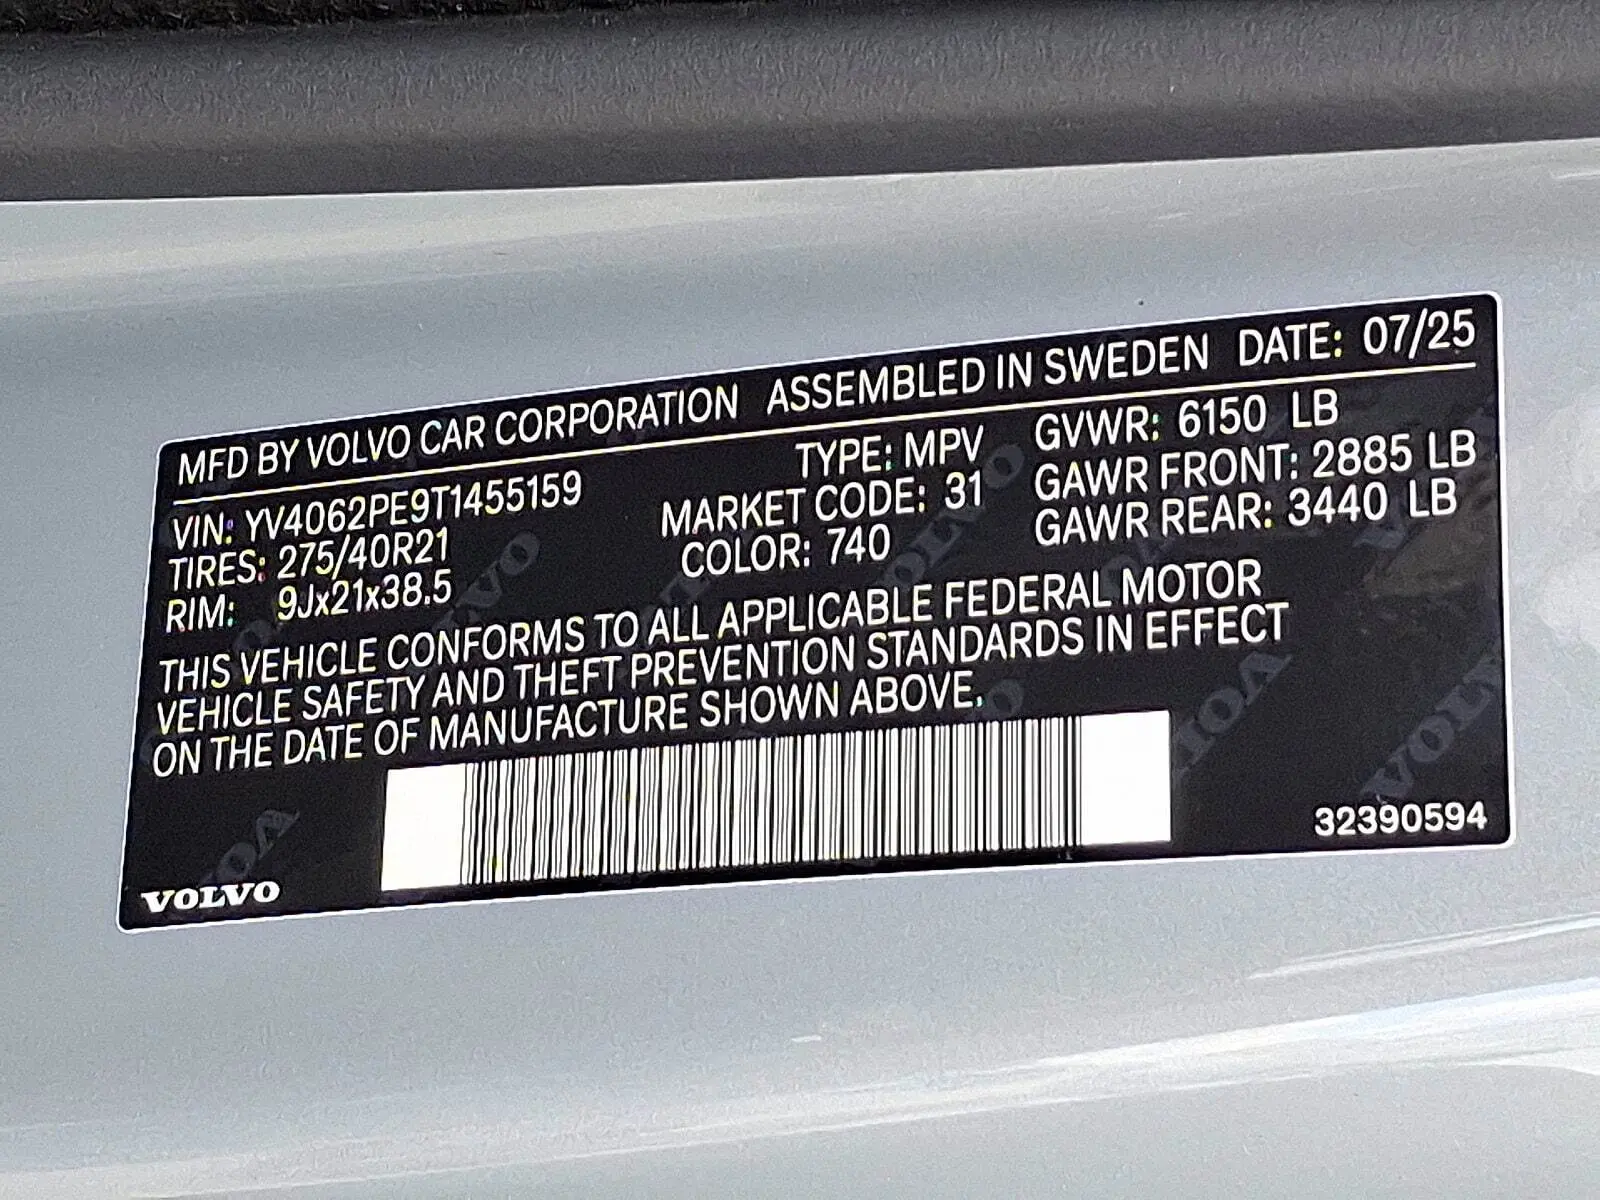 MFD BY VOLVO CAR CORPORATION ASSEMBLED IN SWEDEN DATE: 07/25
VIN: YV4062PE9T1455159 TYPE: MPV GVWR: 6150 LB
TIRES: 275/40R21 MARKET CODE: 31 GAWR FRONT: 2885 LB
RIM: 9Jx21x38.5 COLOR: 740 GAWR REAR: 3440 LB
THIS VEHICLE CONFORMS TO ALL APPLICABLE FEDERAL MOTOR
VEHICLE SAFETY AND THEFT PREVENTION STANDARDS IN EFFECT
ON THE DATE OF MANUFACTURE SHOWN ABOVE.
VOLVO 32390594